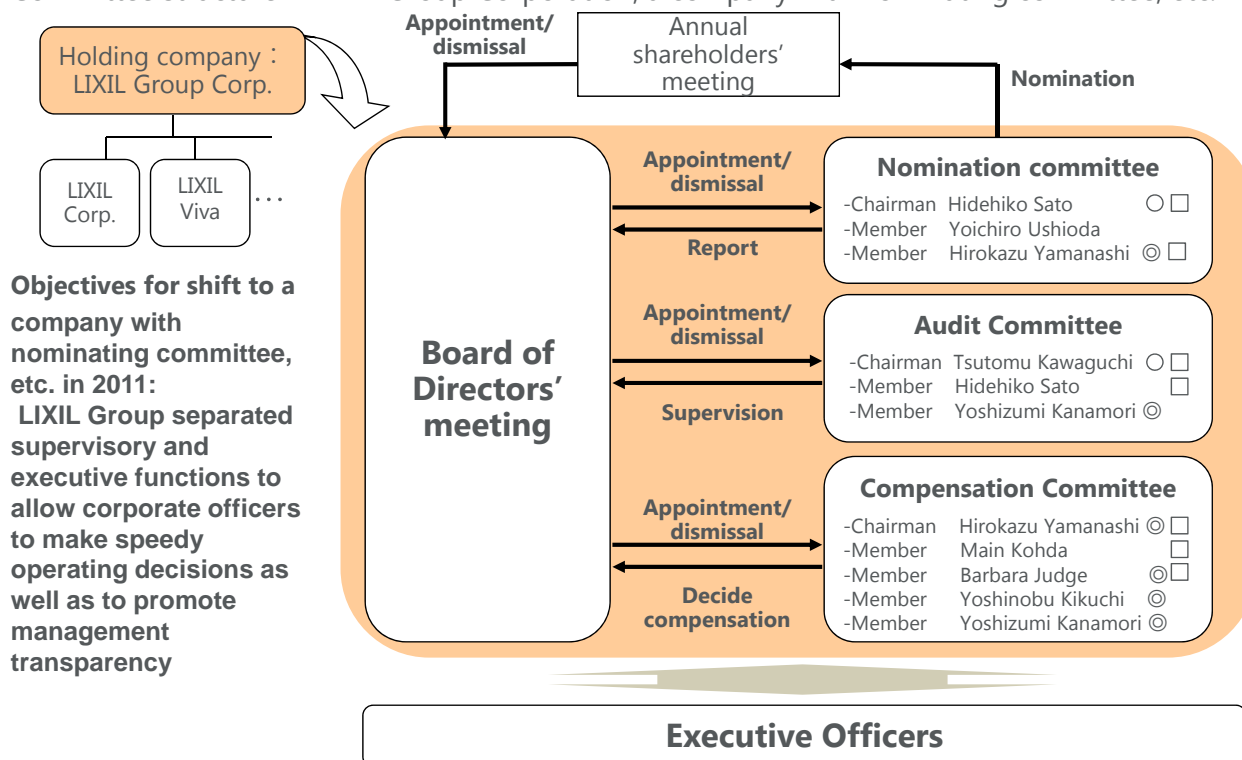 Holding company：
LIXIL Group Corp.
LIXIL
Corp.
LIXIL
Viva
...
Objectives for shift to a
company with
nominating committee,
etc. in 2011:
LIXIL Group separated
supervisory and
executive functions to
allow corporate officers
to make speedy
operating decisions as
well as to promote
management
transparency
Appointment/
dismissal
Annual
shareholders'
meeting
Nomination
Board of
Directors’
meeting
Appointment/
dismissal
Report
Nomination committee
-Chairman Hidehiko Sato ○ □
-Member Yoichiro Ushioda
-Member Hirokazu Yamanashi ◎ □
Appointment/
dismissal
Supervision
Audit Committee
-Chairman Tsutomu Kawaguchi ○ □
-Member Hidehiko Sato □
-Member Yoshizumi Kanamori ◎
Appointment/
dismissal
Decide
compensation
Compensation Committee
-Chairman Hirokazu Yamanashi ◎ □
-Member Main Kohda □
-Member Barbara Judge ◎ □
-Member Yoshinobu Kikuchi ◎
-Member Yoshizumi Kanamori ◎
Executive Officers